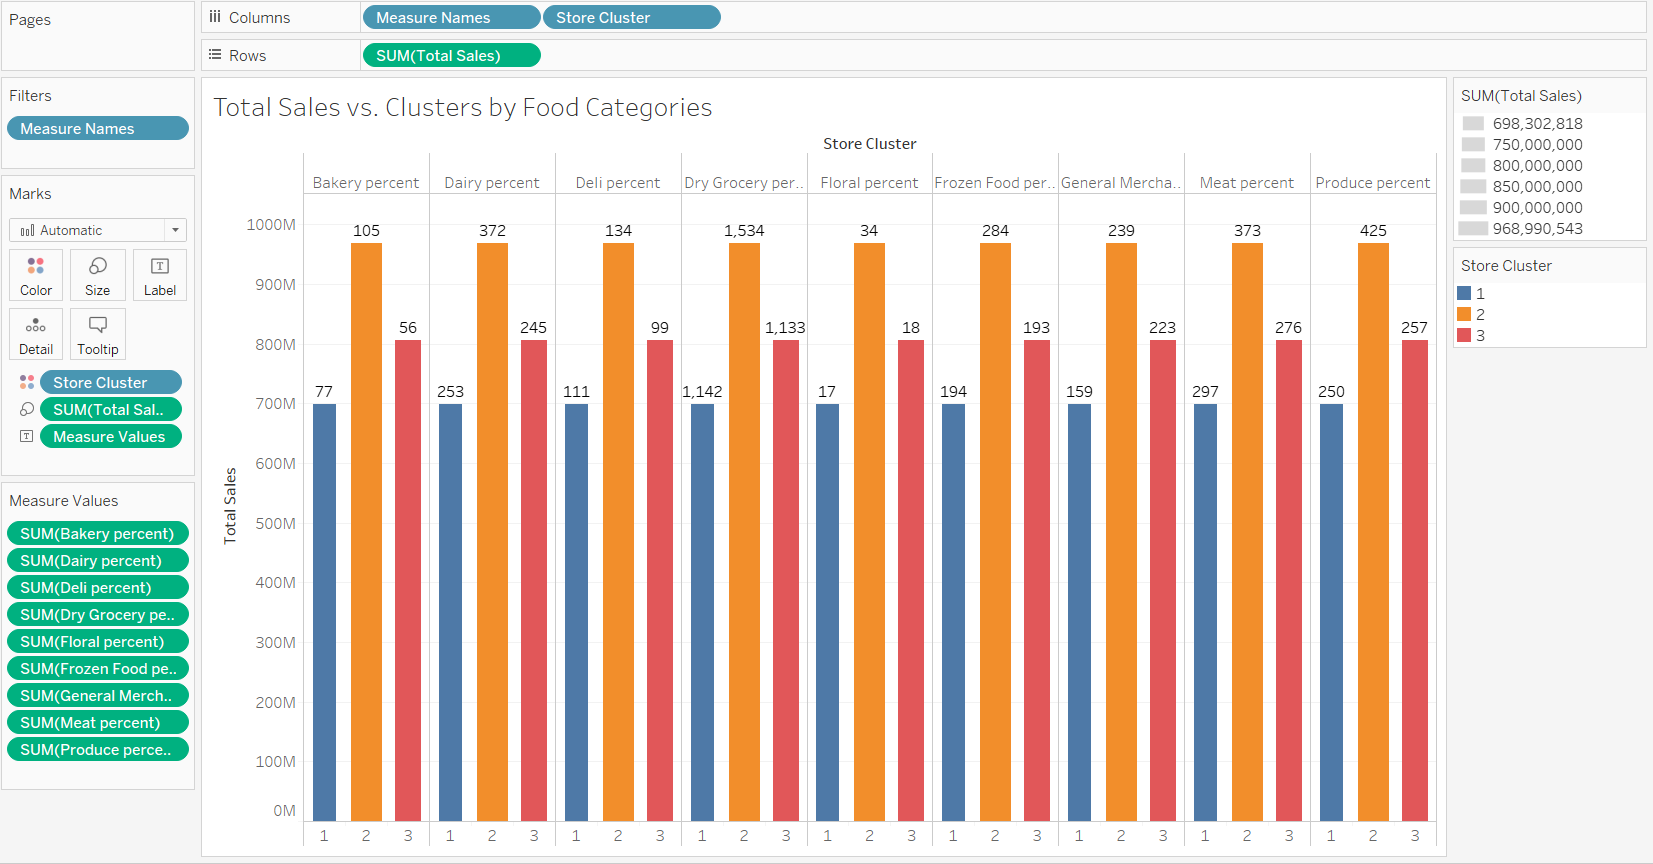 Pages
Columns
Measure Names
Store Cluster
Rows
SUM(Total Sales)
Filters
Measure Names
Marks
Automatic
Color
Size
Label
Detail
Tooltip
Store Cluster
SUM(Total Sal..
Measure Values
Measure Values
SUM(Bakery percent)
SUM(Dairy percent)
SUM(Deli percent)
SUM(Dry Grocery pe..
SUM(Floral percent)
SUM(Frozen Food pe..
SUM(General Merch..
SUM(Meat percent)
SUM(Produce perce..
Total Sales vs. Clusters by Food Categories
Store Cluster
Bakery percent Dairy percent Deli percent Dry Grocery per.. Floral percent Frozen Food per.. General Mercha.. Meat percent Produce percent
1000M
900M
800M
700M
600M
500M
400M
300M
200M
100M
0M
Total Sales
105 372 134 1,534 34 284 239 373 425
56 245 99 1,133 18 193 223 276 257
77 253 111 1,142 17 194 159 297 250
1 2 3 1 2 3 1 2 3 1 2 3 1 2 3 1 2 3 1 2 3 1 2 3 1 2 3
SUM(Total Sales)
698,302,818
750,000,000
800,000,000
850,000,000
900,000,000
968,990,543
Store Cluster
1
2
3